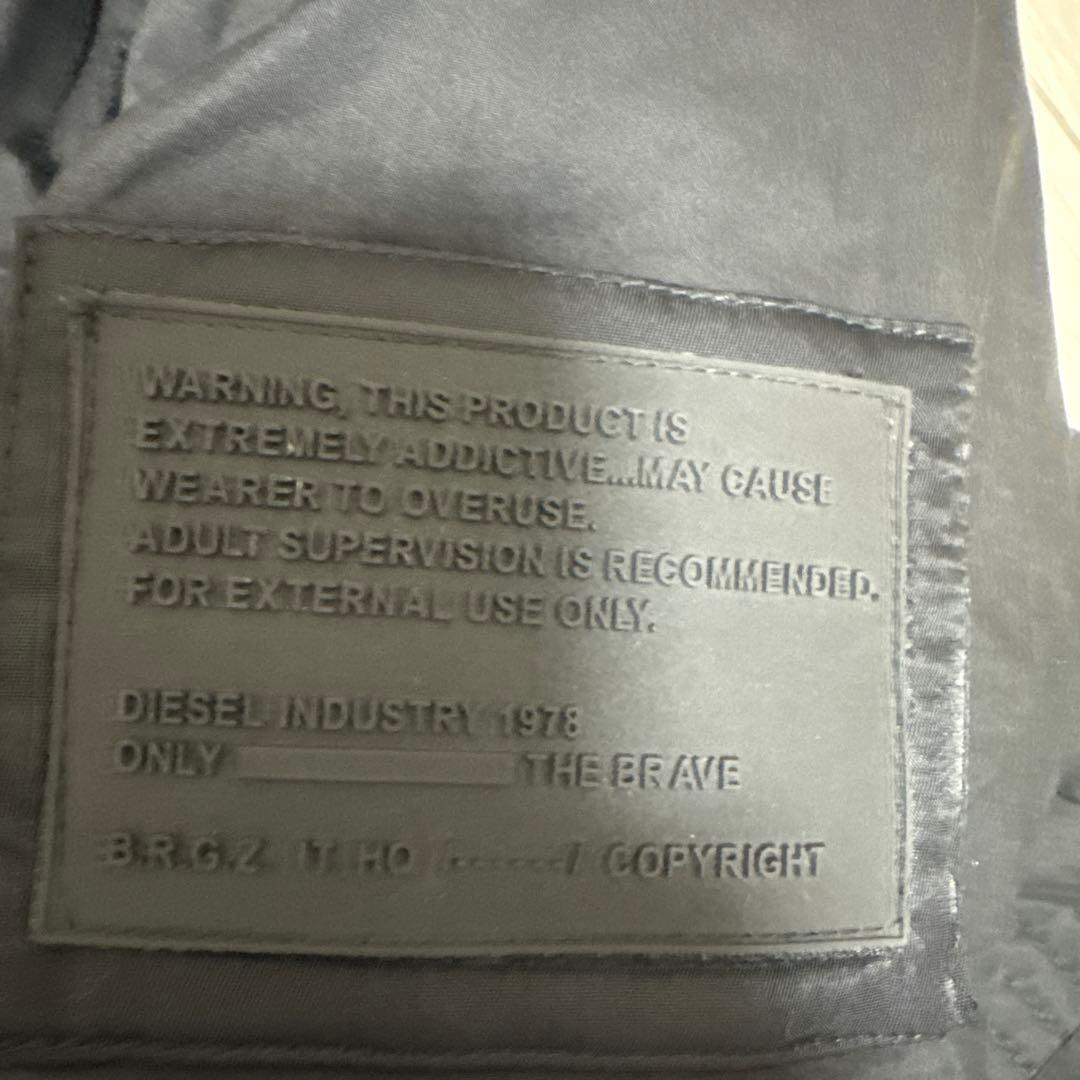 WARNING, THIS PRODUCT IS
EXTREMELY ADDICTIVE...MAY CAUSE
WEARER TO OVERUSE.
ADULT SUPERVISION IS RECOMMENDED.
FOR EXTERNAL USE ONLY.
DIESEL INDUSTRY 1978
ONLY THE BRAVE
B.R.G.Z. IT. HQ /-------/ COPYRIGHT